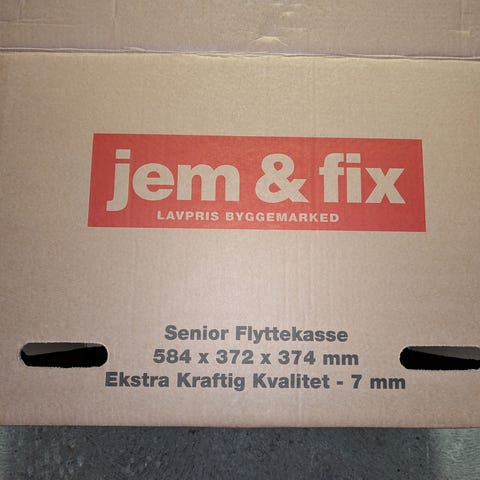 jem & fix
LAVPRIS BYGGEMARKED
Senior Flyttekasse
584 x 372 x 374 mm
Ekstra Kraftig Kvalitet - 7 mm